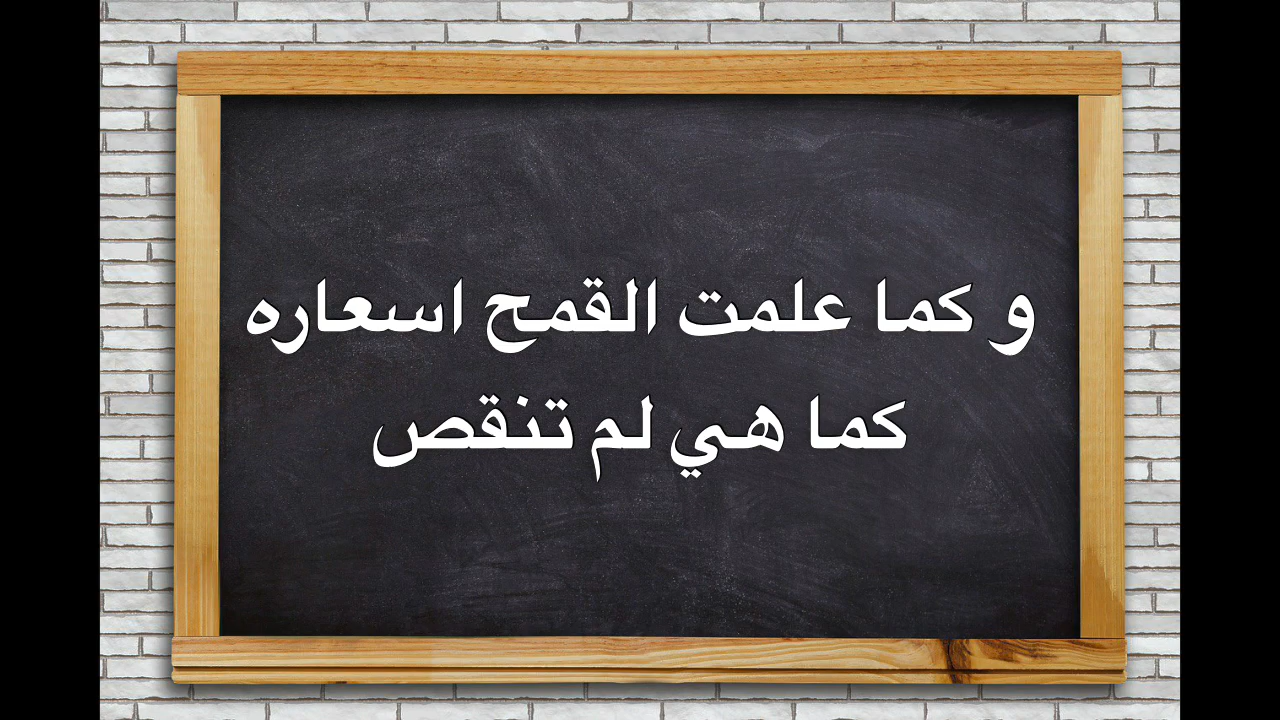 و كما علمت القمح اسعاره
كما هي لم تنقص